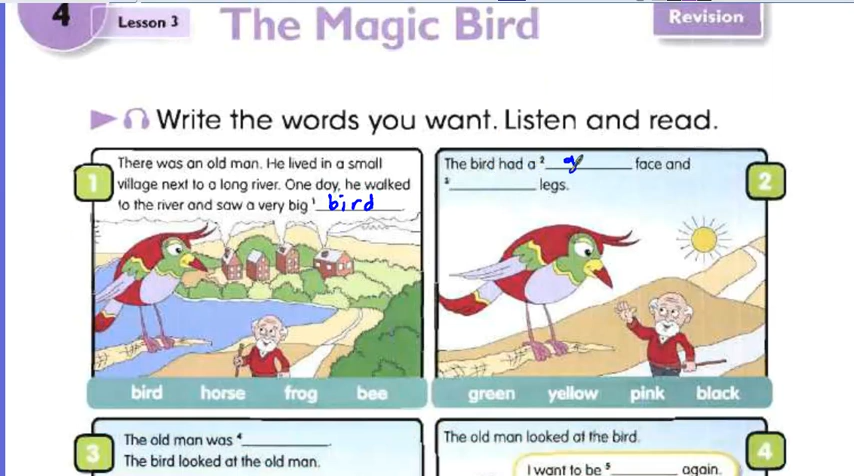 4
Lesson 3
The Magic Bird
Revision
Write the words you want. Listen and read.
1
There was an old man. He lived in a small
village next to a long river. One day, he walked
to the river and saw a very big ¹ bird
bird horse frog bee
2
The bird had a ² g face and
³__________ legs.
green yellow pink black
3
The old man was ⁴__________.
The bird looked at the old man.
4
The old man looked at the bird.
I want to be ⁵________ again.